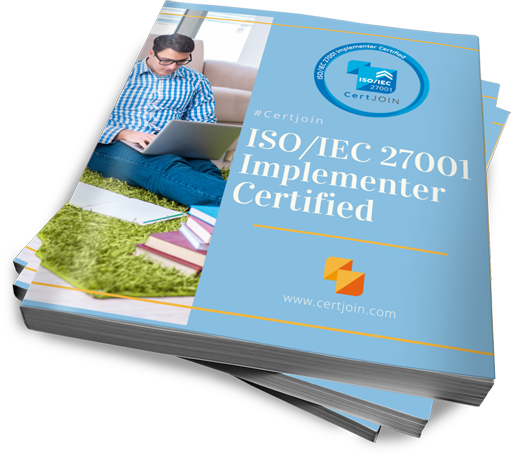 ISO/IEC 27001 Implementer Certified
ISO/IEC
27001
CertJOIN
#CertJoin
ISO/IEC 27001
Implementer
Certified
www.certjoin.com